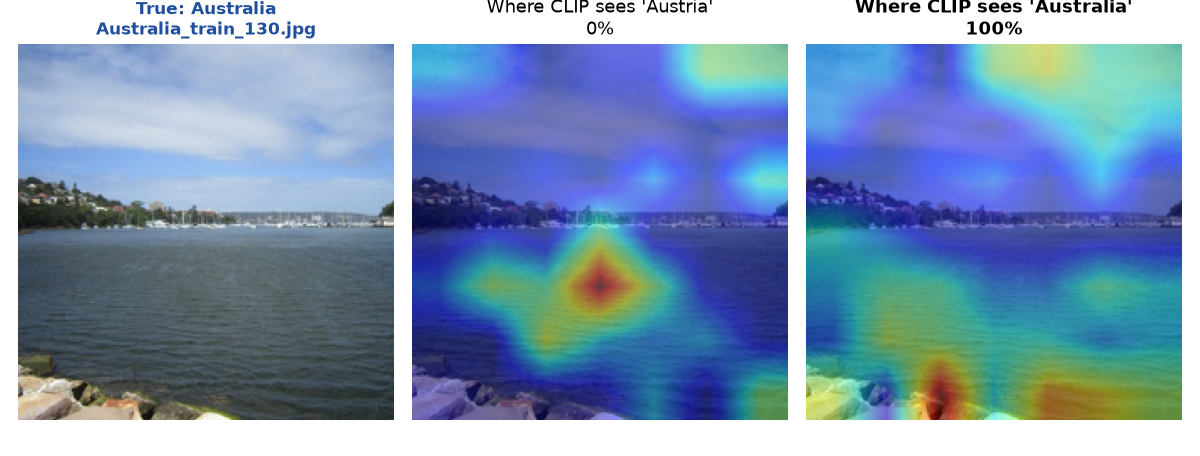 True: Australia
Australia_train_130.jpg
Where CLIP sees 'Austria'
0%
Where CLIP sees 'Australia'
100%